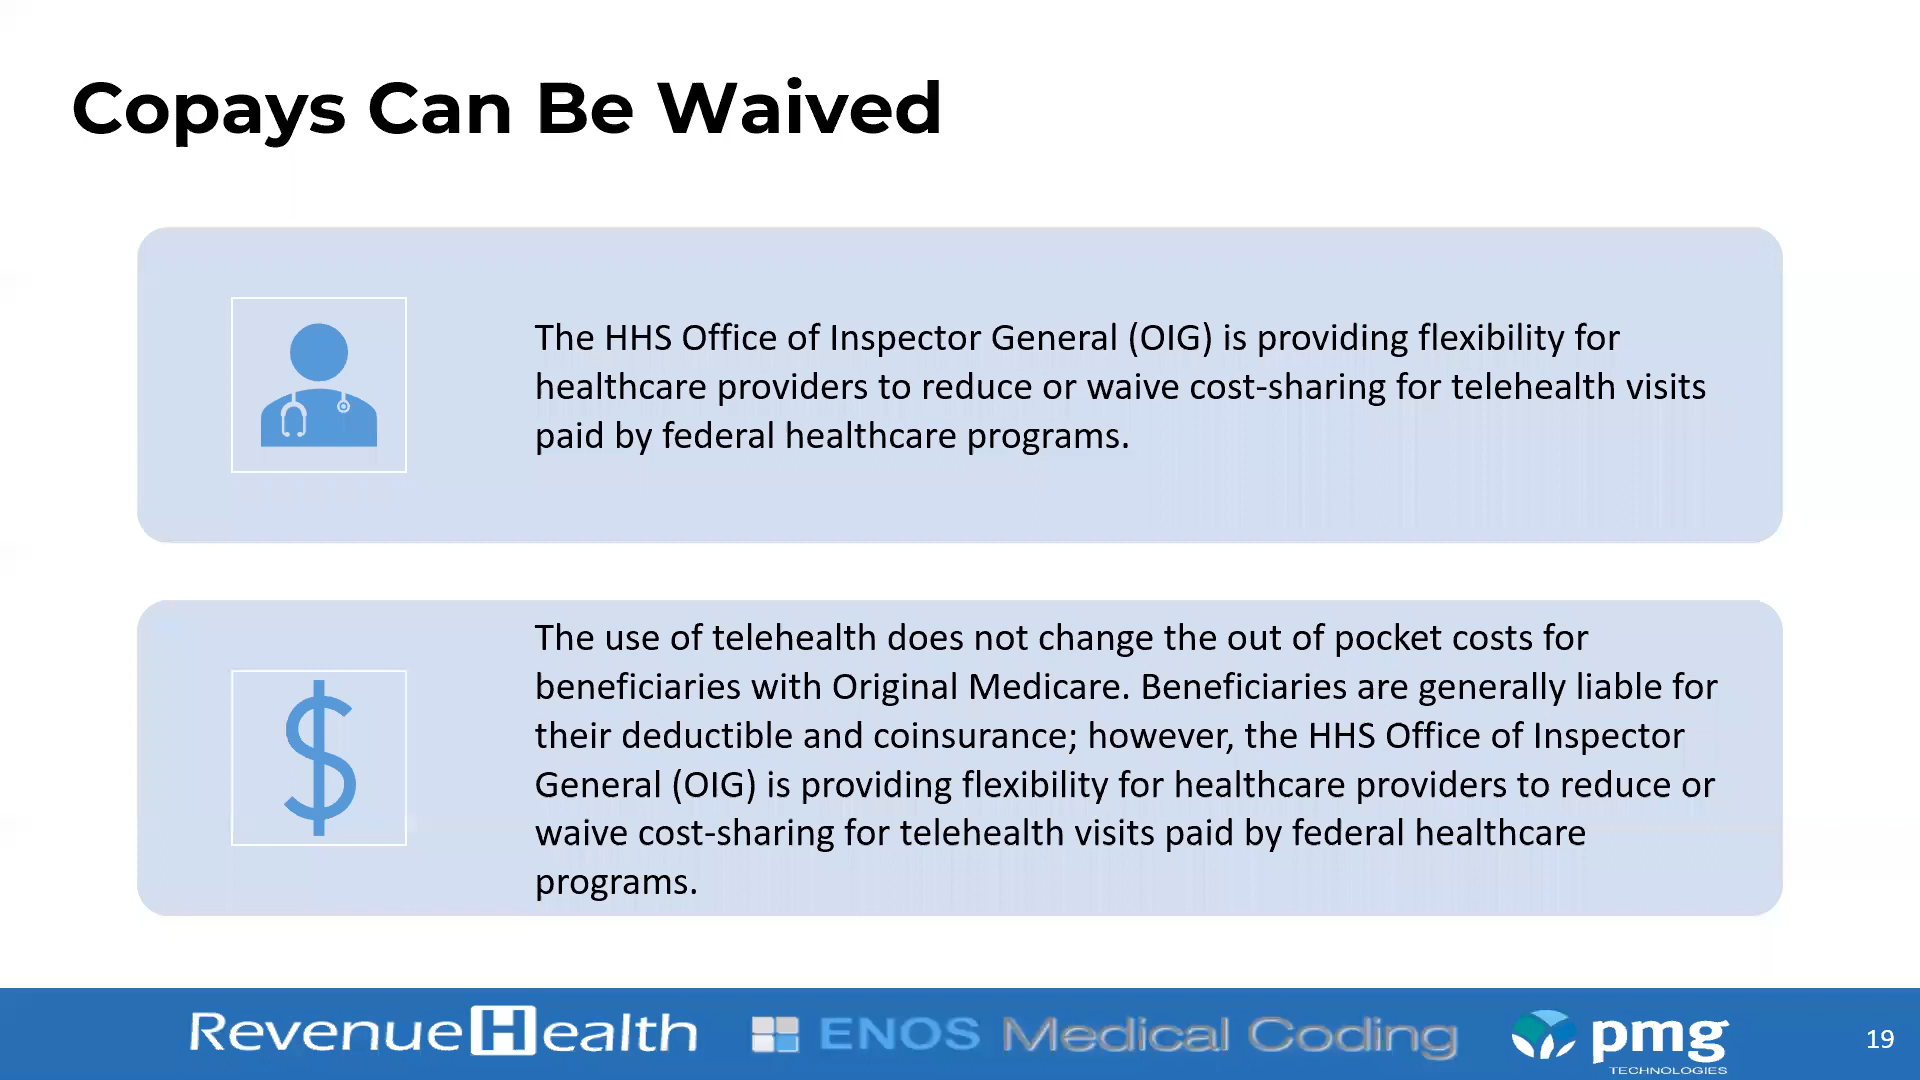 Copays Can Be Waived
The HHS Office of Inspector General (OIG) is providing flexibility for
healthcare providers to reduce or waive cost-sharing for telehealth visits
paid by federal healthcare programs.
The use of telehealth does not change the out of pocket costs for
beneficiaries with Original Medicare. Beneficiaries are generally liable for
their deductible and coinsurance; however, the HHS Office of Inspector
General (OIG) is providing flexibility for healthcare providers to reduce or
waive cost-sharing for telehealth visits paid by federal healthcare
programs.
RevenueHealth
ENOS Medical Coding
pmg
TECHNOLOGIES
19